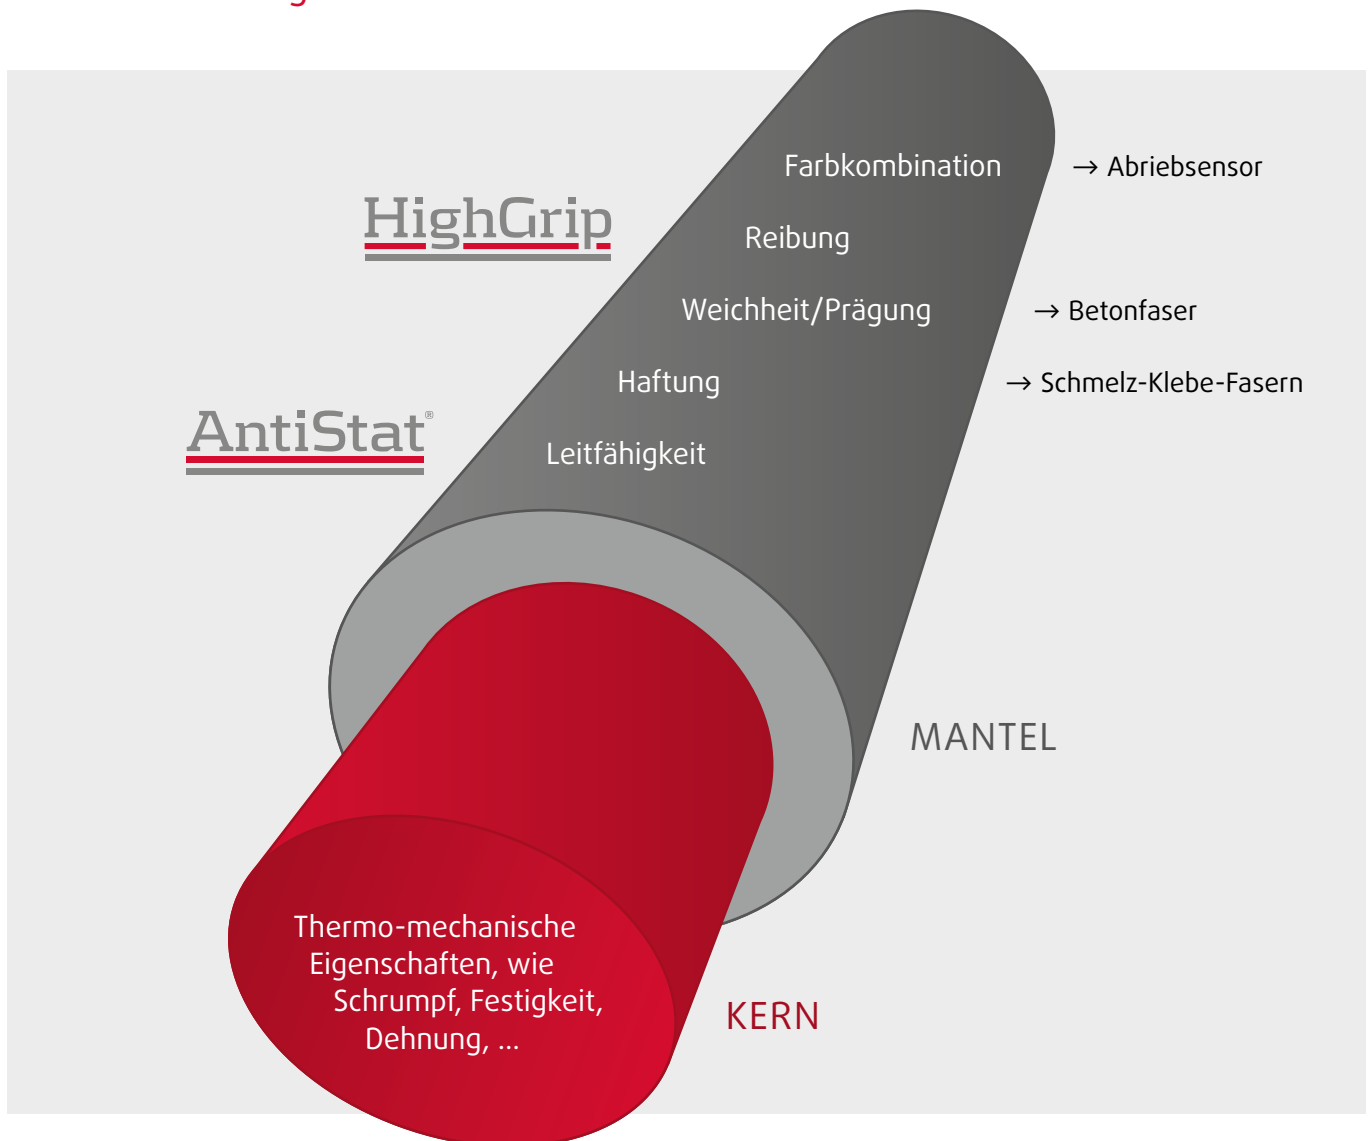 Farbkombination → Abriebsensor
HighGrip
Reibung
Weichheit/Prägung → Betonfaser
Haftung → Schmelz-Klebe-Fasern
AntiStat®
Leitfähigkeit
MANTEL
Thermo-mechanische
Eigenschaften, wie
Schrumpf, Festigkeit,
Dehnung, ...
KERN